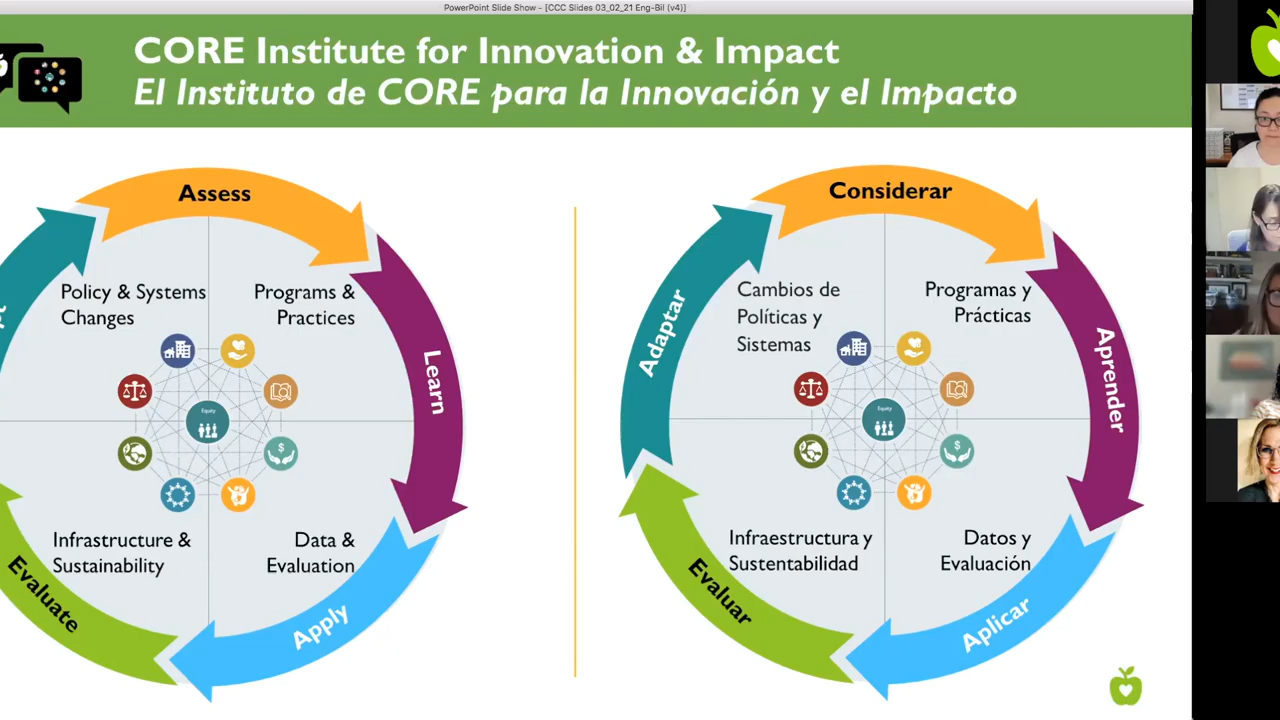 PowerPoint Slide Show - [CCC Slides 03_02_21 Eng-Bil (v4)]
CORE Institute for Innovation & Impact
El Instituto de CORE para la Innovación y el Impacto
Assess
Policy & Systems
Changes
Programs &
Practices
Learn
Equity
$
Infrastructure &
Sustainability
Data &
Evaluation
Evaluate
Apply
Considerar
Adaptar
Cambios de
Políticas y
Sistemas
Programas y
Prácticas
Aprender
Equity
$
Infraestructura y
Sustentabilidad
Datos y
Evaluación
Evaluar
Aplicar